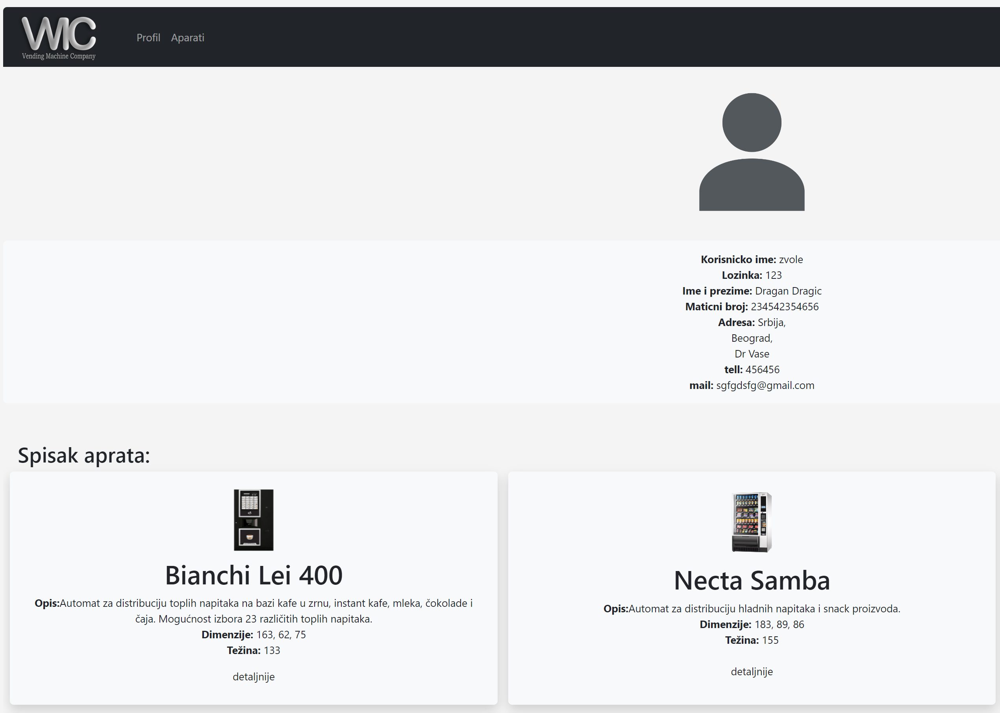 WIC
Vending Machine Company
Profil Aparati
Korisnicko ime: zvole
Lozinka: 123
Ime i prezime: Dragan Dragic
Maticni broj: 234542354656
Adresa: Srbija,
Beograd,
Dr Vase
tell: 456456
mail: sgfgdsfg@gmail.com
Spisak aprata:
Bianchi Lei 400
Opis:Automat za distribuciju toplih napitaka na bazi kafe u zrnu, instant kafe, mleka, čokolade i
čaja. Mogućnost izbora 23 različitih toplih napitaka.
Dimenzije: 163, 62, 75
Težina: 133
detaljnije
Necta Samba
Opis:Automat za distribuciju hladnih napitaka i snack proizvoda.
Dimenzije: 183, 89, 86
Težina: 155
detaljnije